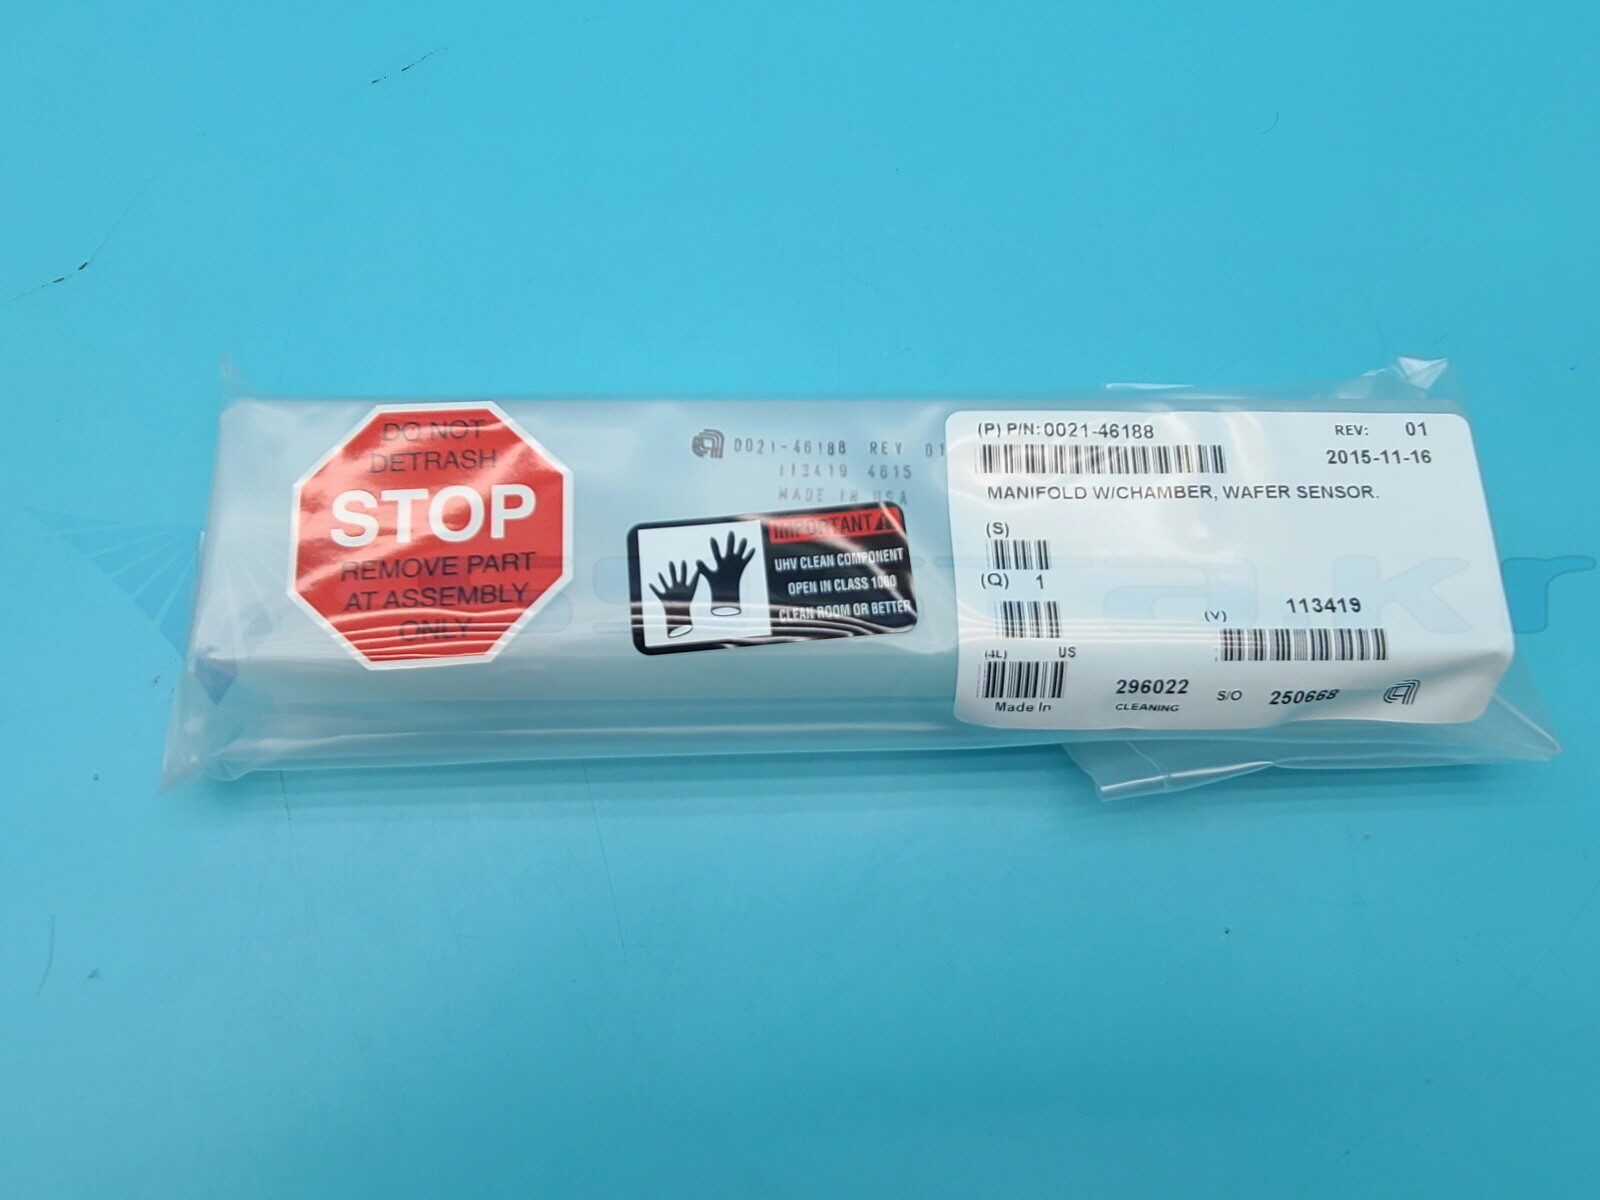 DO NOT
DETRASH
STOP
REMOVE PART
AT ASSEMBLY
ONLY
0021-46188 REV 01
113419 4615
MADE IN USA
IMPORTANT
UHV CLEAN COMPONENT
OPEN IN CLASS 1000
CLEAN ROOM OR BETTER
(P) P/N: 0021-46188 REV: 01
2015-11-16
MANIFOLD W/CHAMBER, WAFER SENSOR.
(S)
(Q) 1
(V) 113419
(4L) US
Made In
296022
CLEANING
S/O 250668